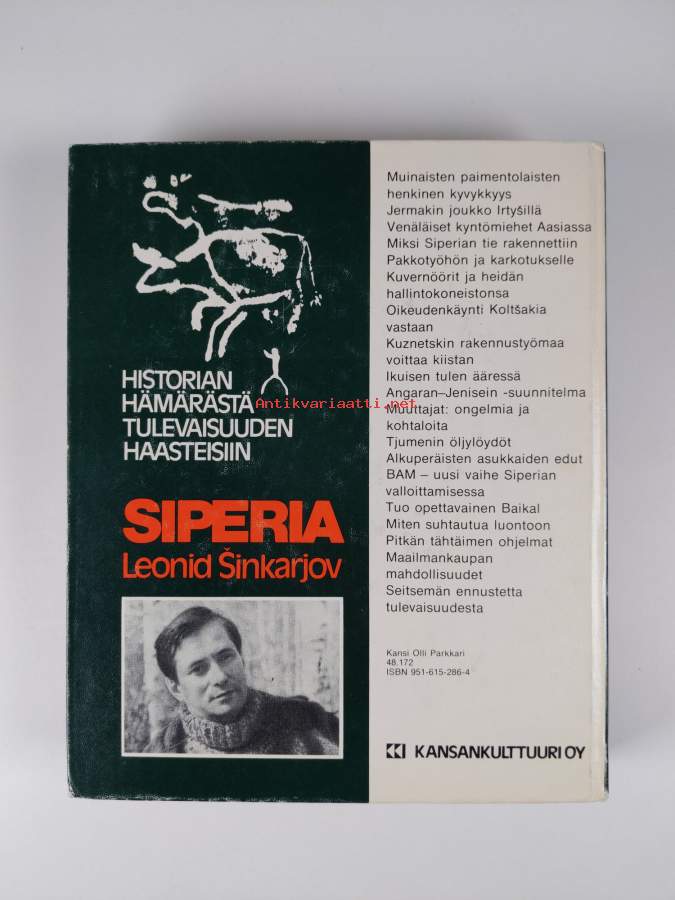 HISTORIAN
HÄMÄRÄSTÄ
TULEVAISUUDEN
HAASTEISIIN
SIPERIA
Leonid Šinkarjov
Muinaisten paimentolaisten
henkinen kyvykkyys
Jermakin joukko Irtyšillä
Venäläiset kyntömiehet Aasiassa
Miksi Siperian tie rakennettiin
Pakkotyöhön ja karkotukselle
Kuvernöörit ja heidän
hallintokoneistonsa
Oikeudenkäynti Koltšakia
vastaan
Kuznetskin rakennustyömaa
voittaa kiistan
Ikuisen tulen ääressä
Angaran–Jenisein -suunnitelma
Muuttajat: ongelmia ja
kohtaloita
Tjumenin öljylöydöt
Alkuperäisten asukkaiden edut
BAM – uusi vaihe Siperian
valloittamisessa
Tuo opettavainen Baikal
Miten suhtautua luontoon
Pitkän tähtäimen ohjelmat
Maailmankaupan
mahdollisuudet
Seitsemän ennustetta
tulevaisuudesta
Kansi Olli Parkkari
48.172
ISBN 951-615-286-4
KANSANKULTTUURI OY
Antikvariaatti.net